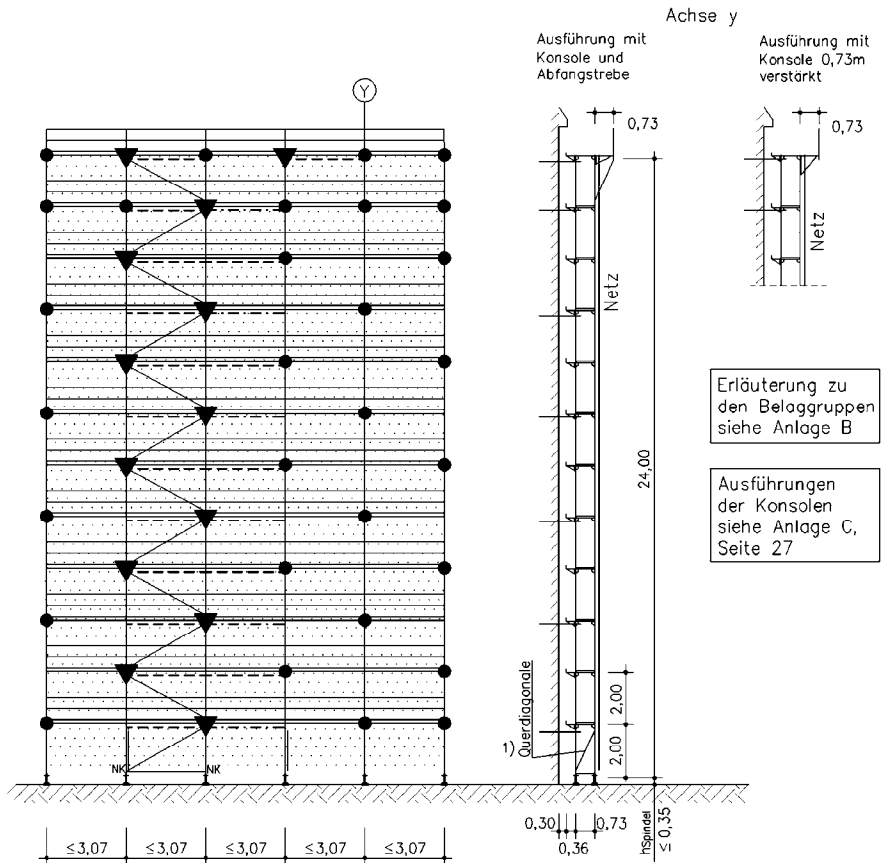 Achse y
Ausführung mit
Konsole und
Abfangstrebe
Ausführung mit
Konsole 0,73m
verstärkt
Y
0,73
0,73
Netz
Netz
Erläuterung zu
den Belaggruppen
siehe Anlage B
24,00
Ausführungen
der Konsolen
siehe Anlage C,
Seite 27
1) Querdiagonale
2,00
2,00
NK
NK
0,30
0,36
0,73
hSpindel
≤ 0,35
≤3,07
≤3,07
≤3,07
≤3,07
≤3,07